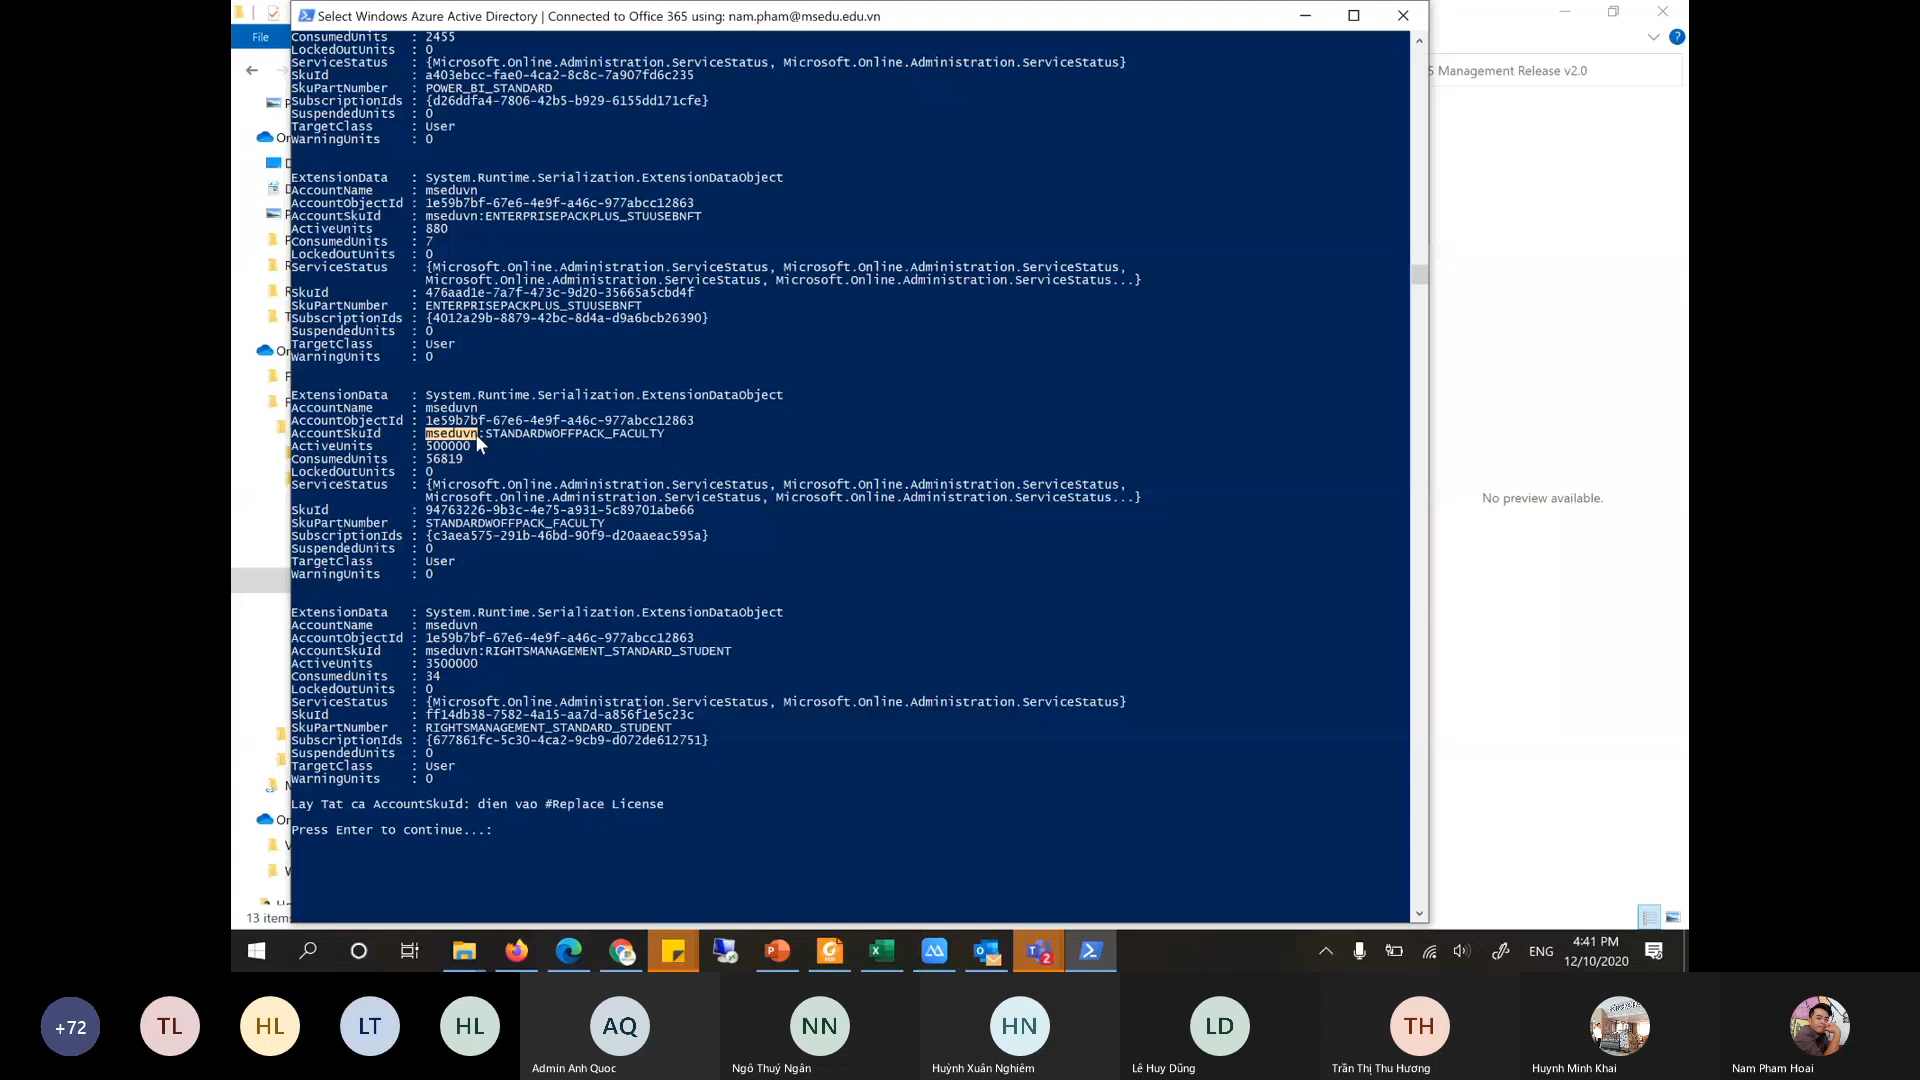 Select Windows Azure Active Directory | Connected to Office 365 using: nam.pham@msedu.edu.vn
File
?
5 Management Release v2.0
ConsumedUnits : 2455
LockedOutUnits : 0
ServiceStatus : {Microsoft.Online.Administration.ServiceStatus, Microsoft.Online.Administration.ServiceStatus}
SkuId : a403ebcc-fae0-4ca2-8c8c-7a907fd6c235
SkuPartNumber : POWER_BI_STANDARD
SubscriptionIds : {d26ddfa4-7806-42b5-b929-6155dd171cfe}
SuspendedUnits : 0
TargetClass : User
WarningUnits : 0
ExtensionData : System.Runtime.Serialization.ExtensionDataObject
AccountName : mseduvn
AccountObjectId : 1e59b7bf-67e6-4e9f-a46c-977abcc12863
AccountSkuId : mseduvn:ENTERPRISEPACKPLUS_STUUSEBNFT
ActiveUnits : 880
ConsumedUnits : 7
LockedOutUnits : 0
ServiceStatus : {Microsoft.Online.Administration.ServiceStatus, Microsoft.Online.Administration.ServiceStatus,
Microsoft.Online.Administration.ServiceStatus, Microsoft.Online.Administration.ServiceStatus...}
SkuId : 476aad1e-7a7f-473c-9d20-35665a5cbd4f
SkuPartNumber : ENTERPRISEPACKPLUS_STUUSEBNFT
SubscriptionIds : {4012a29b-8879-42bc-8d4a-d9a6bcb26390}
SuspendedUnits : 0
TargetClass : User
WarningUnits : 0
ExtensionData : System.Runtime.Serialization.ExtensionDataObject
AccountName : mseduvn
AccountObjectId : 1e59b7bf-67e6-4e9f-a46c-977abcc12863
AccountSkuId : mseduvn:STANDARDWOFFPACK_FACULTY
ActiveUnits : 500000
ConsumedUnits : 56819
LockedOutUnits : 0
ServiceStatus : {Microsoft.Online.Administration.ServiceStatus, Microsoft.Online.Administration.ServiceStatus,
Microsoft.Online.Administration.ServiceStatus, Microsoft.Online.Administration.ServiceStatus...}
SkuId : 94763226-9b3c-4e75-a931-5c89701abe66
SkuPartNumber : STANDARDWOFFPACK_FACULTY
SubscriptionIds : {c3aea575-291b-46bd-90f9-d20aaeac595a}
SuspendedUnits : 0
TargetClass : User
WarningUnits : 0
No preview available.
ExtensionData : System.Runtime.Serialization.ExtensionDataObject
AccountName : mseduvn
AccountObjectId : 1e59b7bf-67e6-4e9f-a46c-977abcc12863
AccountSkuId : mseduvn:RIGHTSMANAGEMENT_STANDARD_STUDENT
ActiveUnits : 3500000
ConsumedUnits : 34
LockedOutUnits : 0
ServiceStatus : {Microsoft.Online.Administration.ServiceStatus, Microsoft.Online.Administration.ServiceStatus}
SkuId : ff14db38-7582-4a15-aa7d-a856f1e5c23c
SkuPartNumber : RIGHTSMANAGEMENT_STANDARD_STUDENT
SubscriptionIds : {677861fc-5c30-4ca2-9cb9-d072de612751}
SuspendedUnits : 0
TargetClass : User
WarningUnits : 0
Lay Tat ca AccountSkuId: dien vao #Replace License
Press Enter to continue...:
13 items
ENG
4:41 PM
12/10/2020
+72
TL
HL
LT
HL
AQ
NN
HN
LD
TH
Admin Anh Quoc
Ngô Thuý Ngân
Huỳnh Xuân Nghiêm
Lê Huy Dũng
Trần Thị Thu Hương
Huynh Minh Khai
Nam Pham Hoai